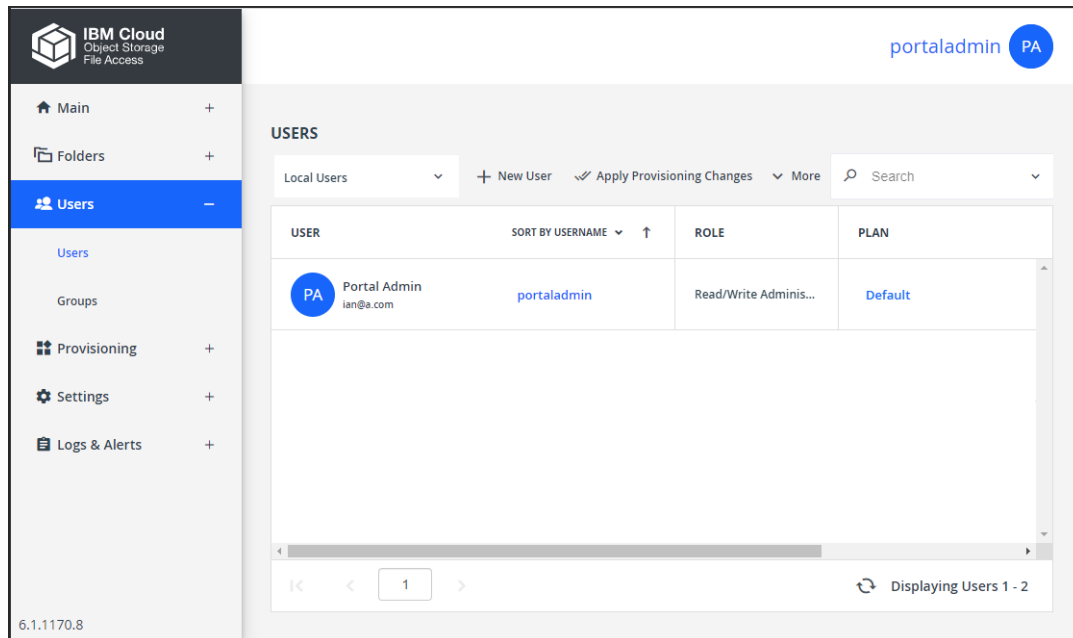 IBM Cloud
Object Storage
File Access
portaladmin PA
Main
Folders
Users
Users
Groups
Provisioning
Settings
Logs & Alerts
6.1.1170.8
USERS
Local Users New User Apply Provisioning Changes More Search
USER SORT BY USERNAME ROLE PLAN
PA Portal Admin portaladmin Read/Write Adminis... Default
ian@a.com
1 Displaying Users 1 - 2